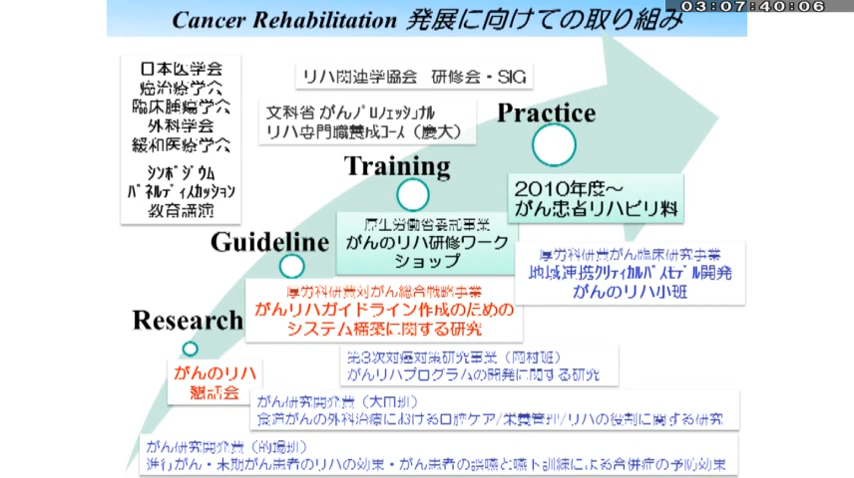 03:07:40:06
Cancer Rehabilitation 発展に向けての取り組み
日本医学会
癌治療学会
臨床腫瘍学会
外科学会
緩和医療学会
ｼﾝﾎﾟｼﾞｳﾑ
ﾊﾟﾈﾙﾃﾞｨｽｶｯｼｮﾝ
教育講演
リハ関連学協会 研修会・SIG
文科省 がんﾌﾟﾛﾌｪｯｼｮﾅﾙ
リハ専門職養成ｺｰｽ（慶大）
Practice
2010年度～
がん患者リハビリ料
Training
厚生労働省委託事業
がんのリハ研修ワーク
ショップ
厚労科研費がん臨床研究事業
地域連携ｸﾘﾃｨｶﾙﾊﾟｽﾓﾃﾞﾙ開発
がんのリハ小班
Guideline
厚労科研費対がん総合戦略事業
がんリハガイドライン作成のための
システム構築に関する研究
Research
がんのリハ
懇話会
第3次対癌対策研究事業（岡村班）
がんリハプログラムの開発に関する研究
がん研究開発費（大田班）
食道がんの外科治療における口腔ケア/栄養管理/リハの役割に関する研究
がん研究開発費（的場班）
進行がん・末期がん患者のリハの効果・がん患者の誤嚥と嚥下訓練による合併症の予防効果